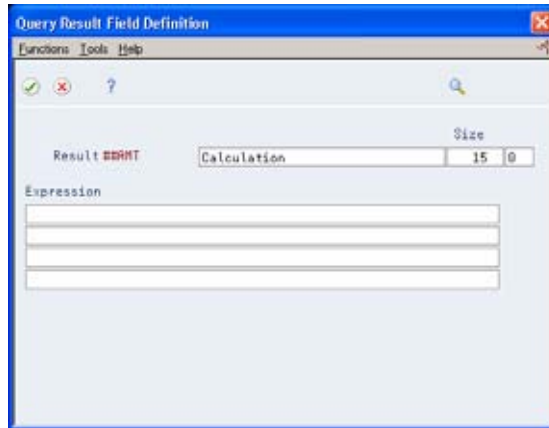 Query Result Field Definition
Functions Tools Help
?
Size
Result ##AMT Calculation 15 0
Expression